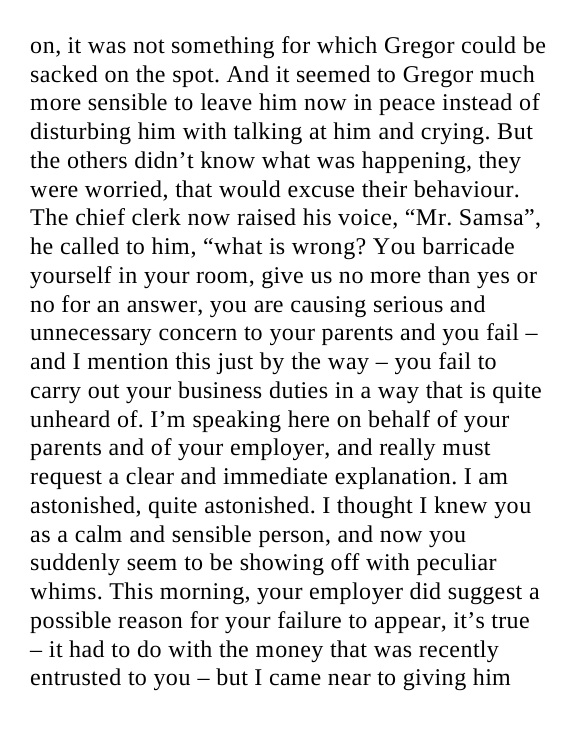 on, it was not something for which Gregor could be
sacked on the spot. And it seemed to Gregor much
more sensible to leave him now in peace instead of
disturbing him with talking at him and crying. But
the others didn’t know what was happening, they
were worried, that would excuse their behaviour.
The chief clerk now raised his voice, “Mr. Samsa”,
he called to him, “what is wrong? You barricade
yourself in your room, give us no more than yes or
no for an answer, you are causing serious and
unnecessary concern to your parents and you fail –
and I mention this just by the way – you fail to
carry out your business duties in a way that is quite
unheard of. I’m speaking here on behalf of your
parents and of your employer, and really must
request a clear and immediate explanation. I am
astonished, quite astonished. I thought I knew you
as a calm and sensible person, and now you
suddenly seem to be showing off with peculiar
whims. This morning, your employer did suggest a
possible reason for your failure to appear, it’s true
– it had to do with the money that was recently
entrusted to you – but I came near to giving him